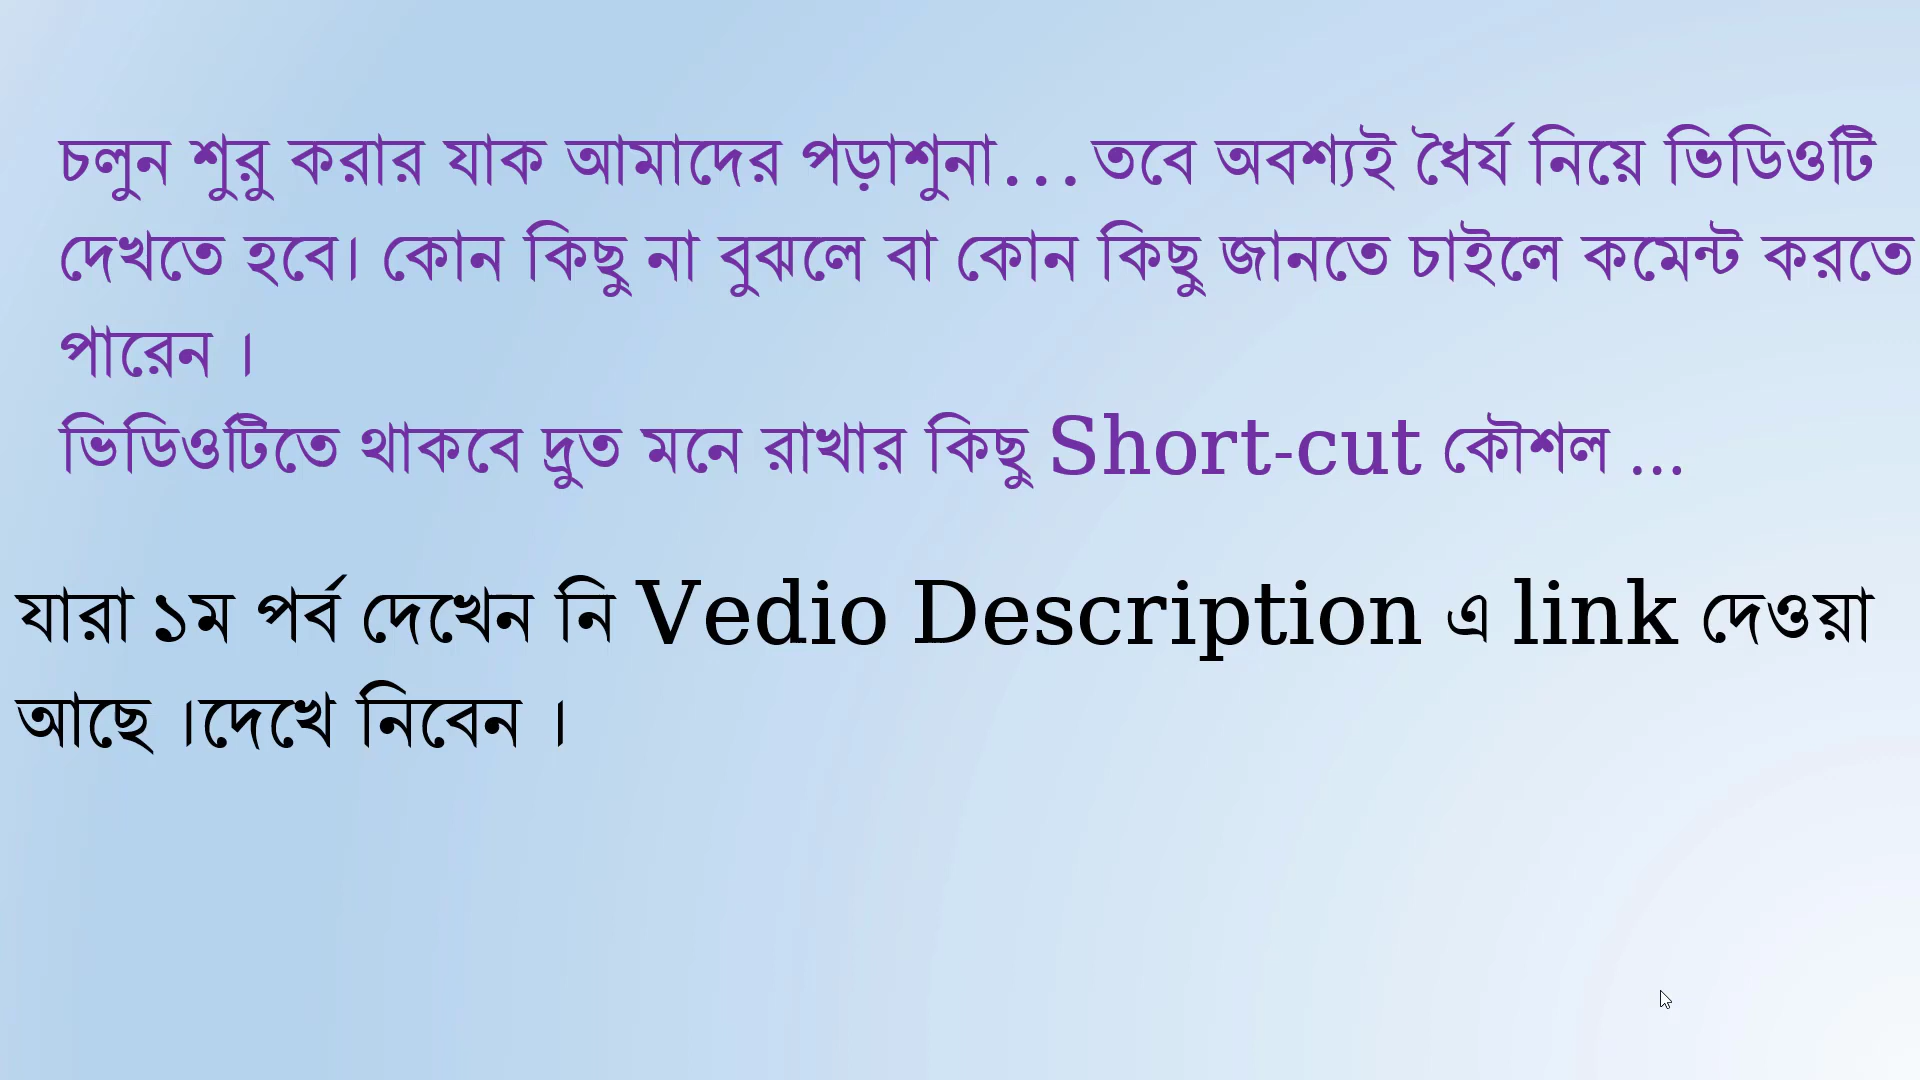 চলুন শুরু করার যাক আমাদের পড়াশুনা... তবে অবশ্যই ধৈর্য নিয়ে ভিডিওটি
দেখতে হবে। কোন কিছু না বুঝলে বা কোন কিছু জানতে চাইলে কমেন্ট করতে
পারেন ।
ভিডিওটিতে থাকবে দ্রুত মনে রাখার কিছু Short-cut কৌশল ...
যারা ১ম পর্ব দেখেন নি Vedio Description এ link দেওয়া
আছে ।দেখে নিবেন ।